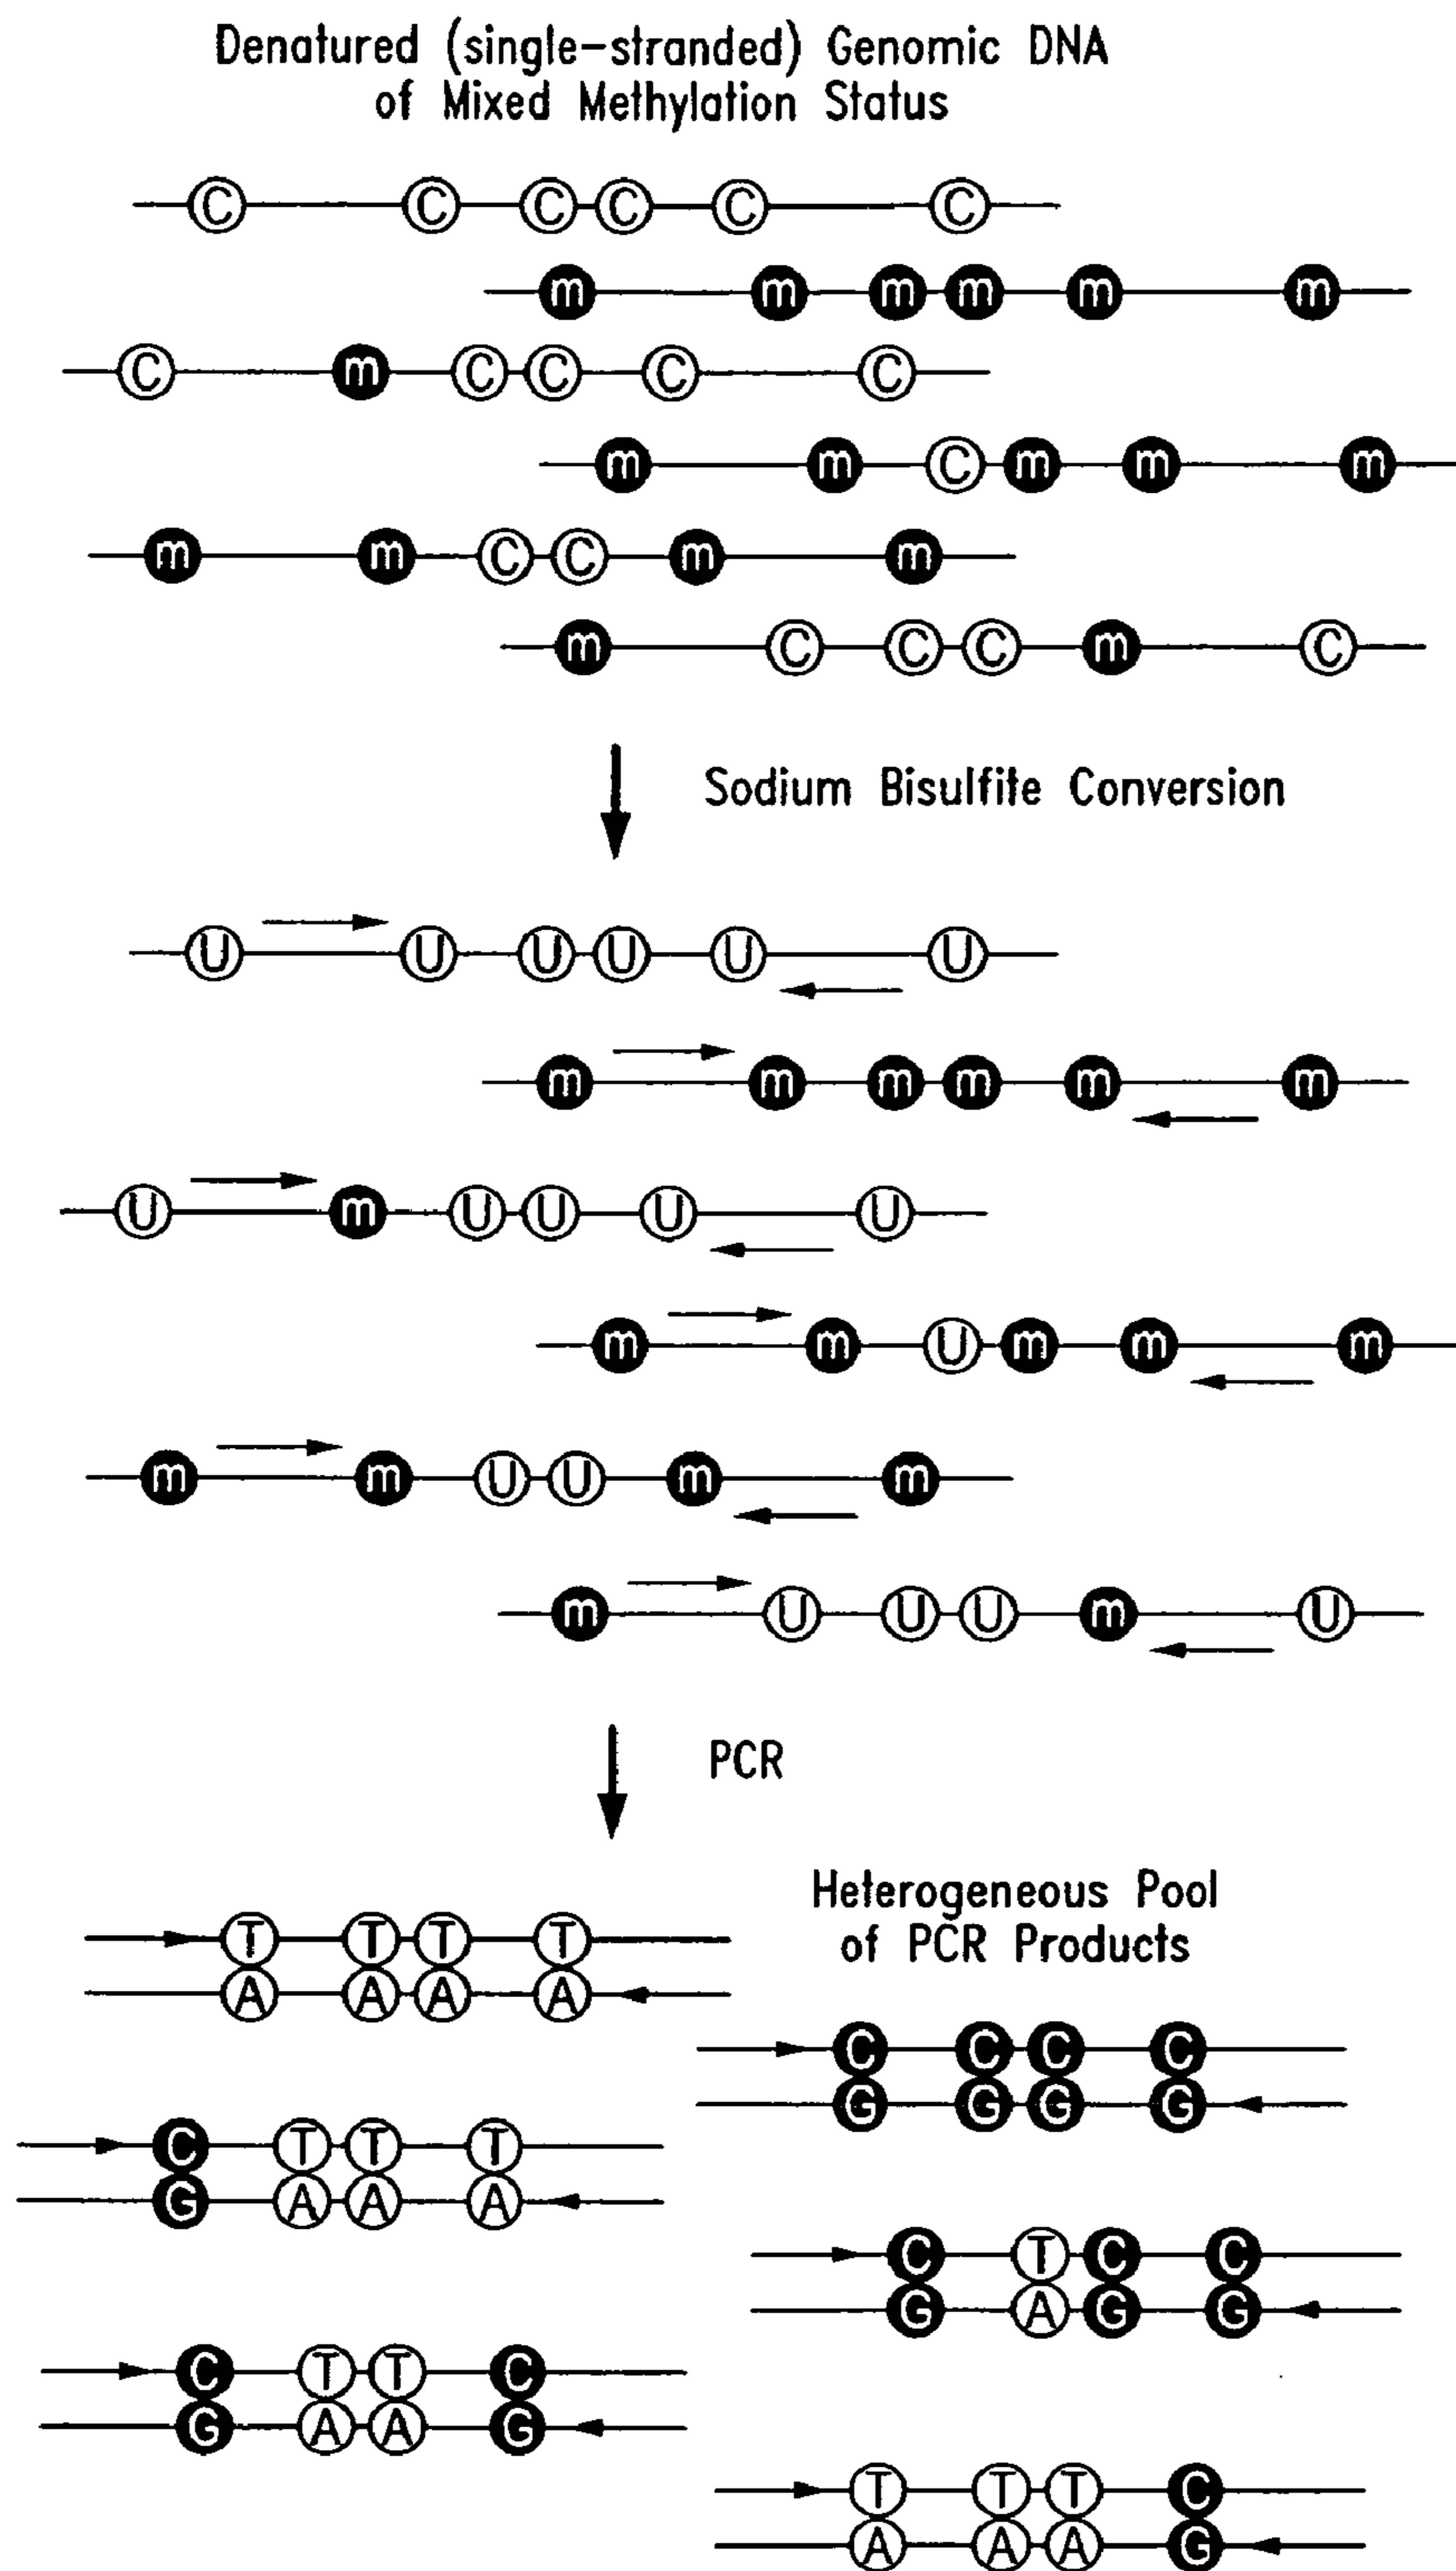 Denatured (single-stranded) Genomic DNA
of Mixed Methylation Status
C C C C C C
m m m m m m
C m C C C C
m m C m m m
m m C C m m
m C C C m C
Sodium Bisulfite Conversion
U U U U U U
m m m m m m
U m U U U U
m m U m m m
m m U U m m
m U U U m U
PCR
Heterogeneous Pool
of PCR Products
T T T T
A A A A
C C C C
G G G G
C T T T
G A A A
C T C C
G A G G
C T T C
G A A G
T T T C
A A A G